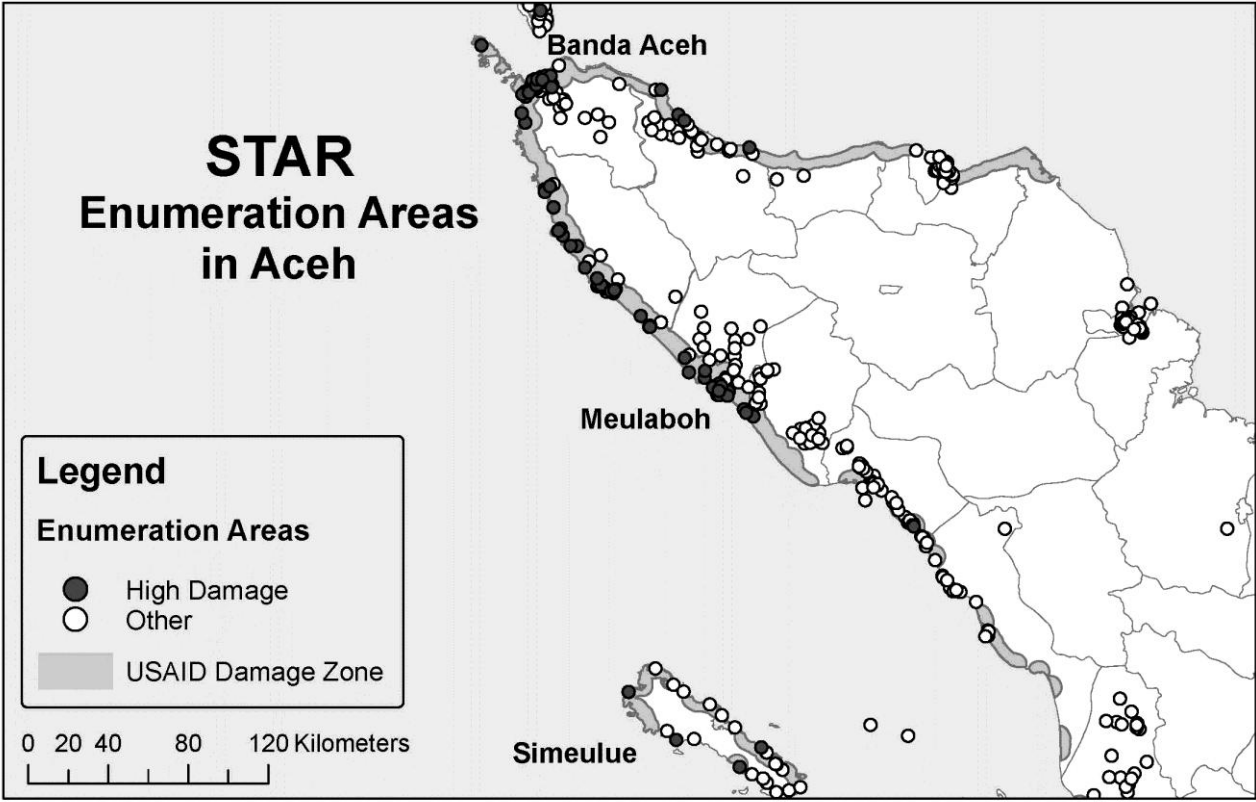 Banda Aceh
STAR
Enumeration Areas
in Aceh
Meulaboh
Legend
Enumeration Areas
High Damage
Other
USAID Damage Zone
0 20 40 80 120 Kilometers
Simeulue